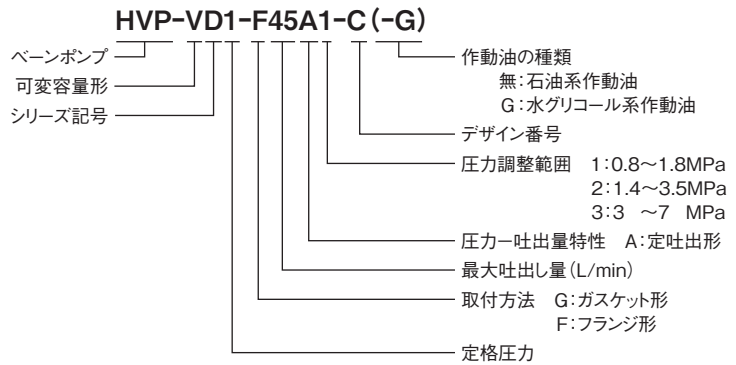 HVP-VD1-F45A1-C(-G)
ベーンポンプ
可変容量形
シリーズ記号
作動油の種類
無:石油系作動油
G:水グリコール系作動油
デザイン番号
圧力調整範囲 1:0.8～1.8MPa
2:1.4～3.5MPa
3:3 ～7 MPa
圧力ー吐出量特性 A:定吐出形
最大吐出し量(L/min)
取付方法 G:ガスケット形
F:フランジ形
定格圧力